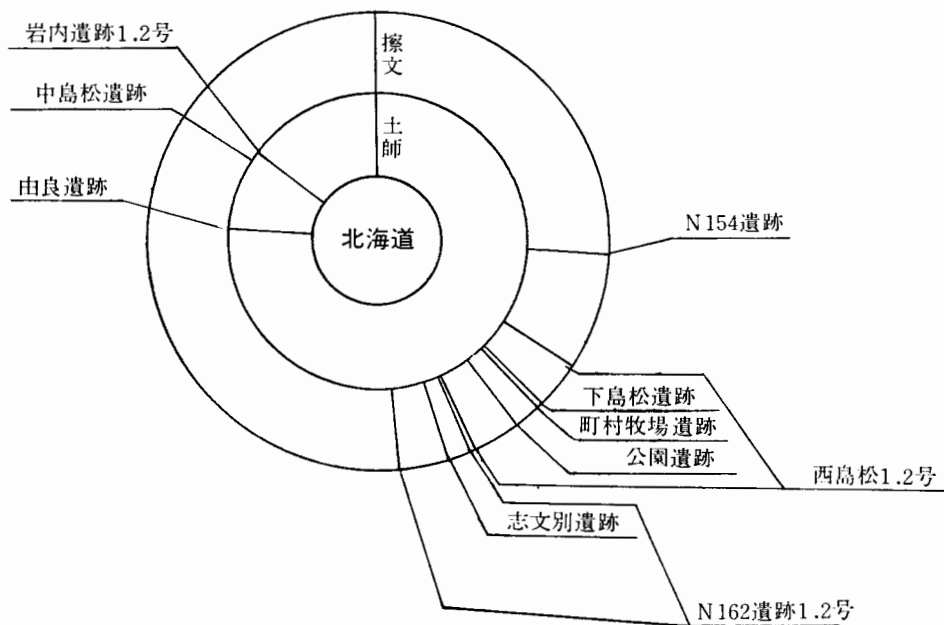 岩内遺跡1.2号
擦文
中島松遺跡
土師
由良遺跡
北海道
N154遺跡
下島松遺跡
町村牧場遺跡
公園遺跡
西島松1.2号
志文別遺跡
N162遺跡1.2号